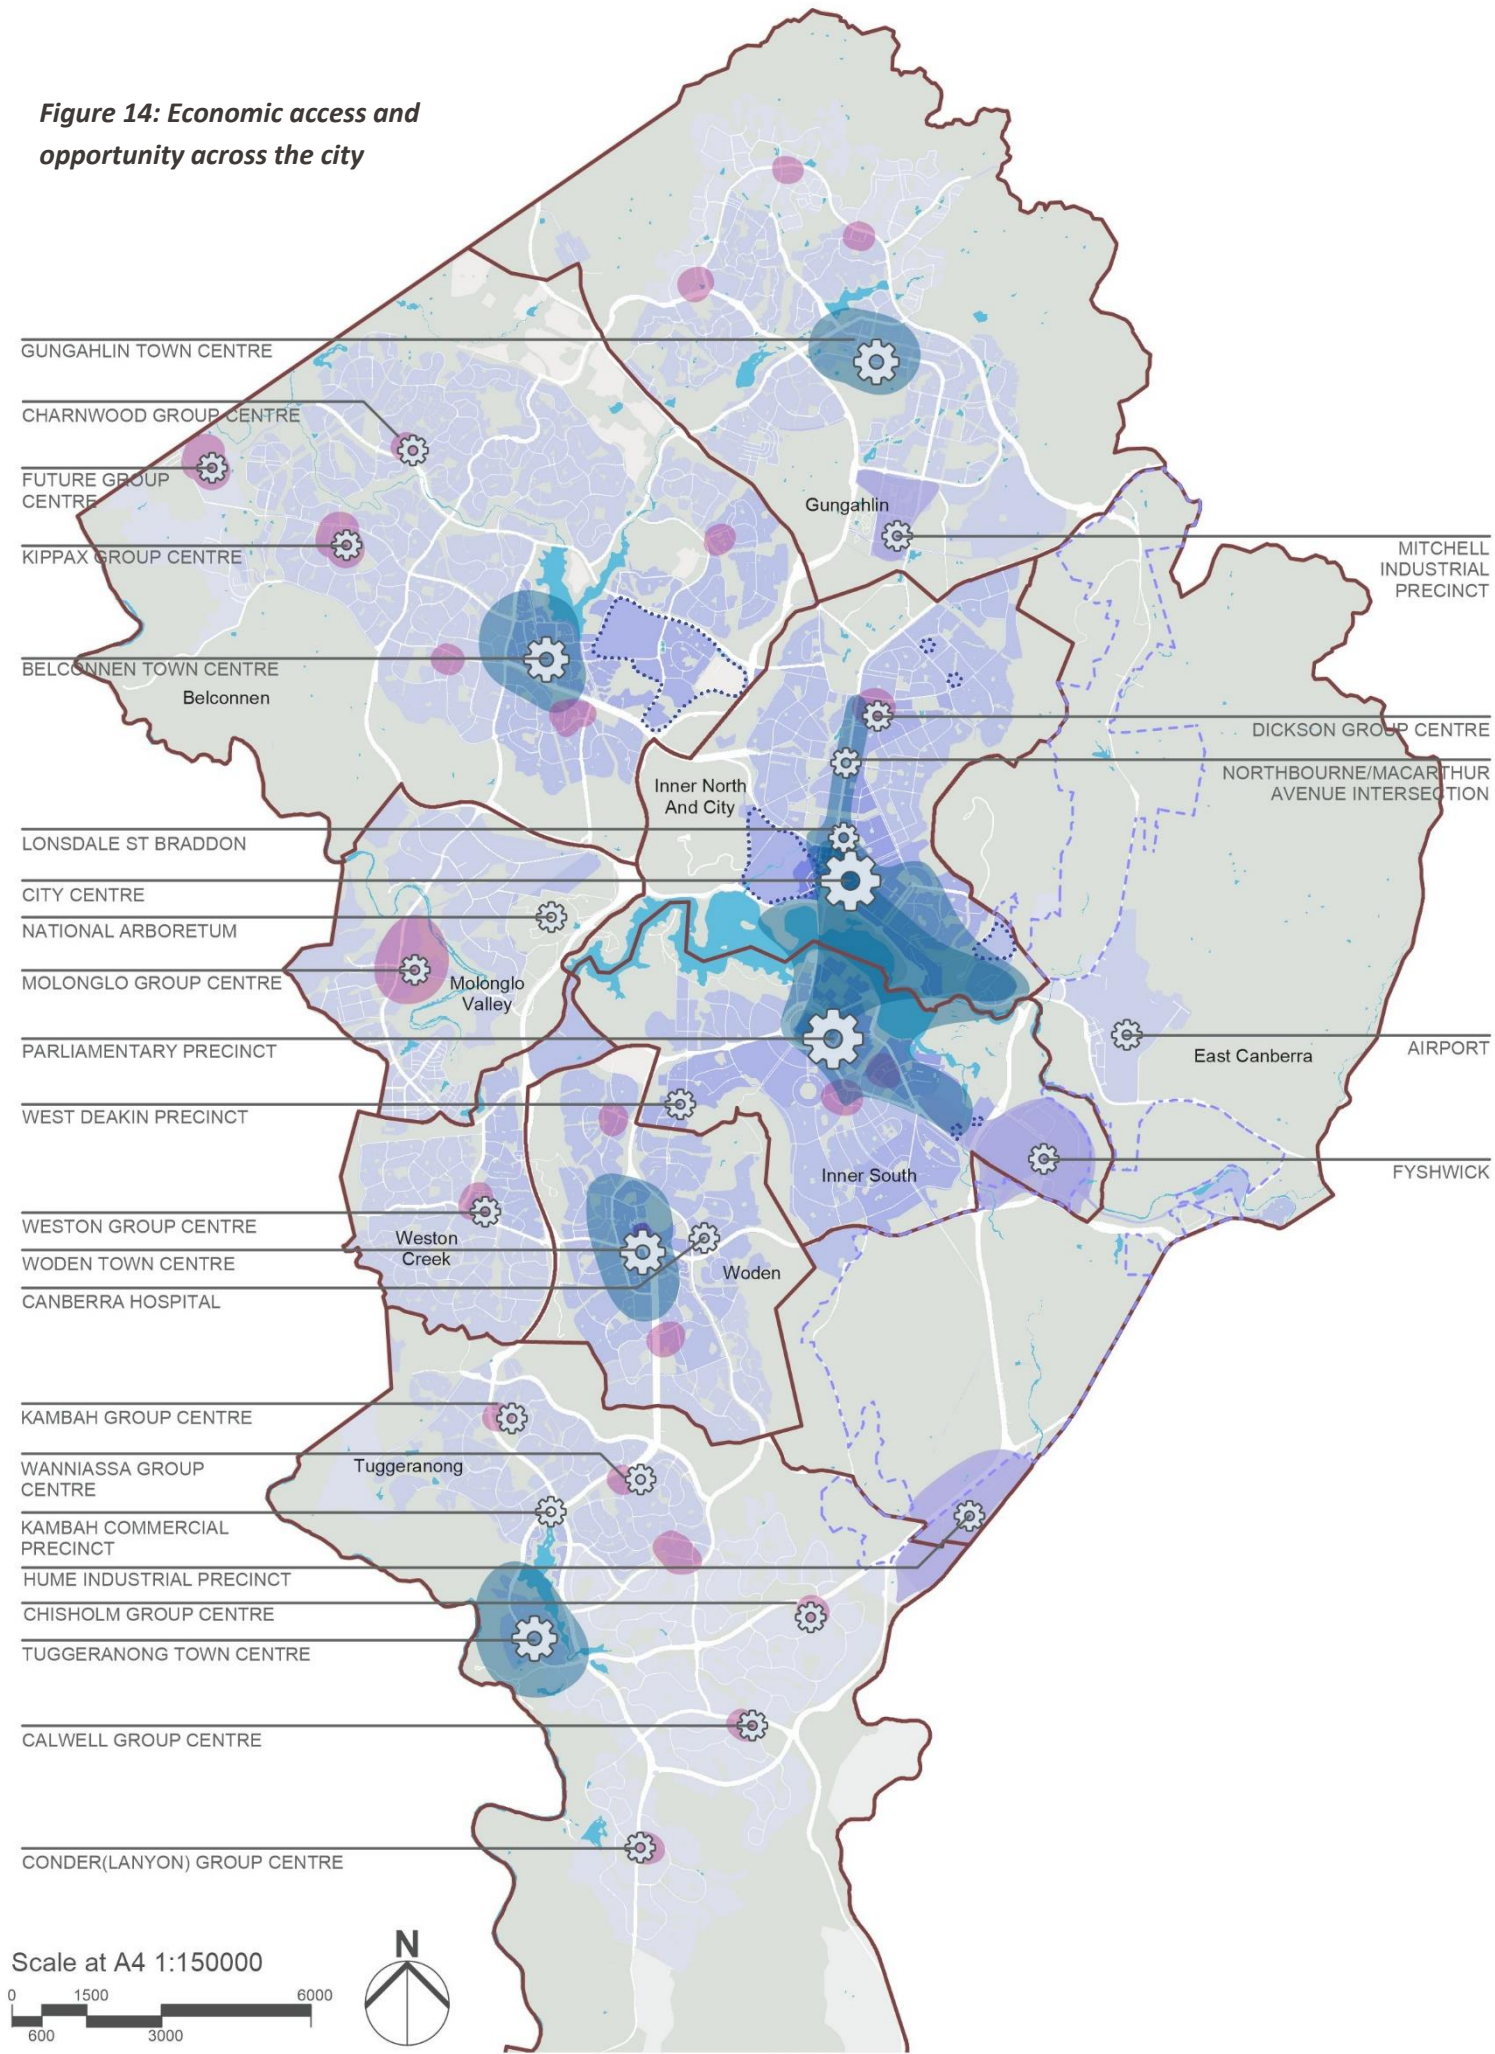 Figure 14: Economic access and
opportunity across the city
GUNGAHLIN TOWN CENTRE
CHARNWOOD GROUP CENTRE
FUTURE GROUP
CENTRE
KIPPAX GROUP CENTRE
BELCONNEN TOWN CENTRE
Belconnen
LONSDALE ST BRADDON
CITY CENTRE
NATIONAL ARBORETUM
MOLONGLO GROUP CENTRE
Molonglo
Valley
PARLIAMENTARY PRECINCT
WEST DEAKIN PRECINCT
WESTON GROUP CENTRE
WODEN TOWN CENTRE
CANBERRA HOSPITAL
Weston
Creek
Woden
KAMBAH GROUP CENTRE
WANNIASSA GROUP
CENTRE
Tuggeranong
KAMBAH COMMERCIAL
PRECINCT
HUME INDUSTRIAL PRECINCT
CHISHOLM GROUP CENTRE
TUGGERANONG TOWN CENTRE
CALWELL GROUP CENTRE
CONDER(LANYON) GROUP CENTRE
Gungahlin
MITCHELL
INDUSTRIAL
PRECINCT
DICKSON GROUP CENTRE
NORTHBOURNE/MACARTHUR
AVENUE INTERSECTION
Inner North
And City
AIRPORT
East Canberra
FYSHWICK
Inner South
Scale at A4 1:150000
0 1500 6000
600 3000
N